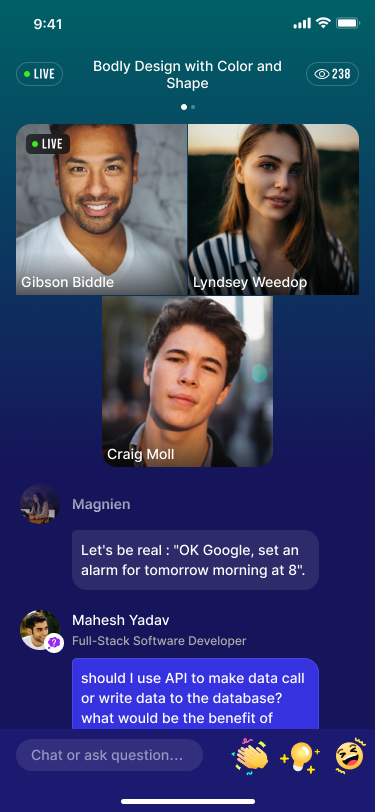 9:41
LIVE
Bodly Design with Color and
Shape
238
LIVE
Gibson Biddle
Lyndsey Weedop
Craig Moll
Magnien
Let's be real : "OK Google, set an
alarm for tomorrow morning at 8".
Mahesh Yadav
?
Full-Stack Software Developer
should I use API to make data call
or write data to the database?
what would be the benefit of
Chat or ask question...